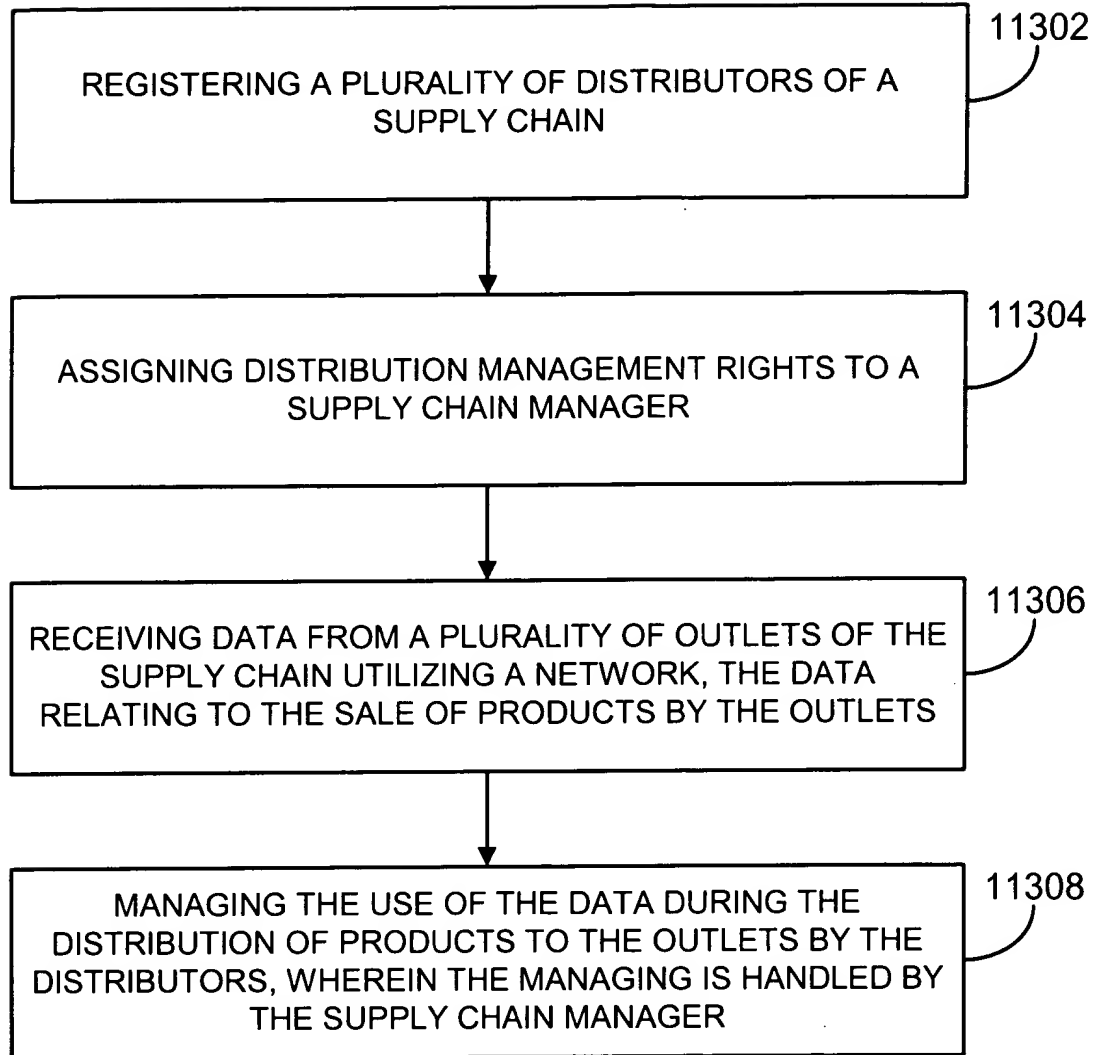 11302
REGISTERING A PLURALITY OF DISTRIBUTORS OF A
SUPPLY CHAIN
11304
ASSIGNING DISTRIBUTION MANAGEMENT RIGHTS TO A
SUPPLY CHAIN MANAGER
11306
RECEIVING DATA FROM A PLURALITY OF OUTLETS OF THE
SUPPLY CHAIN UTILIZING A NETWORK, THE DATA
RELATING TO THE SALE OF PRODUCTS BY THE OUTLETS
11308
MANAGING THE USE OF THE DATA DURING THE
DISTRIBUTION OF PRODUCTS TO THE OUTLETS BY THE
DISTRIBUTORS, WHEREIN THE MANAGING IS HANDLED BY
THE SUPPLY CHAIN MANAGER